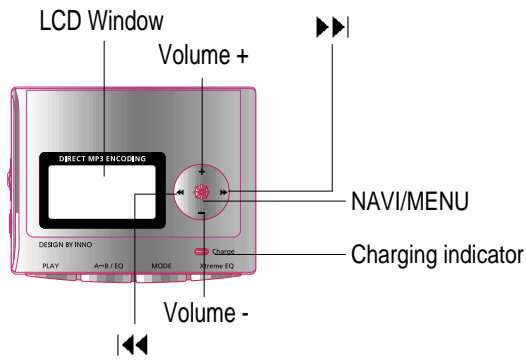 LCD Window
Volume +
DIRECT MP3 ENCODING
+
NAVI/MENU
−
DESIGN BY INNO
Charge
Charging indicator
PLAY
A↔B / EQ
MODE
Xtreme EQ
Volume -